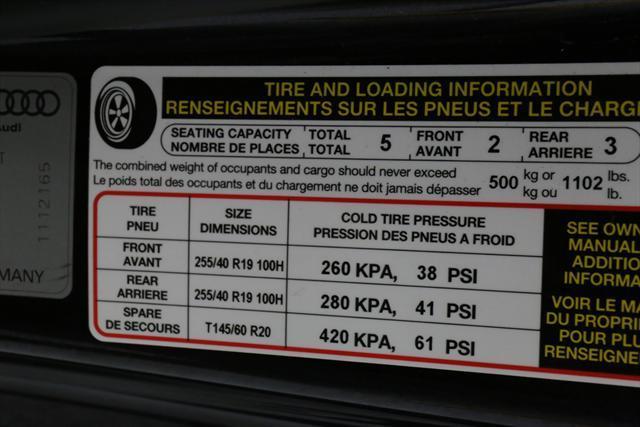 Audi
T
11.12.165
MANY
TIRE AND LOADING INFORMATION
RENSEIGNEMENTS SUR LES PNEUS ET LE CHARGE
SEATING CAPACITY TOTAL 5 FRONT 2 REAR 3
NOMBRE DE PLACES TOTAL AVANT ARRIERE
The combined weight of occupants and cargo should never exceed 500 kg or 1102 lbs.
Le poids total des occupants et du chargement ne doit jamais dépasser kg ou lb.
TIRE SIZE COLD TIRE PRESSURE
PNEU DIMENSIONS PRESSION DES PNEUS A FROID
FRONT
AVANT 255/40 R19 100H 260 KPA, 38 PSI
REAR
ARRIERE 255/40 R19 100H 280 KPA, 41 PSI
SPARE
DE SECOURS T145/60 R20 420 KPA, 61 PSI
SEE OWN
MANUAL
ADDITIO
INFORMA
VOIR LE MA
DU PROPRIE
POUR PLU
RENSEIGNE